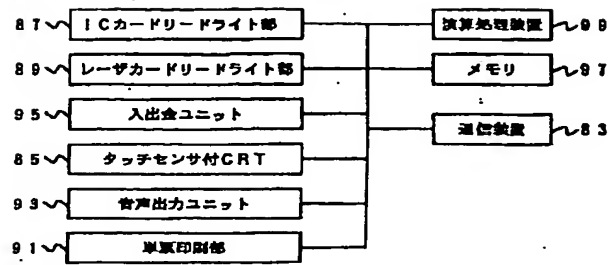 87 ICカードリードライト部
89 レーザカードリードライト部
95 入出金ユニット
85 タッチセンサ付CRT
93 音声出力ユニット
91 単票印刷部
演算処理装置 99
メモリ 97
通信装置 83